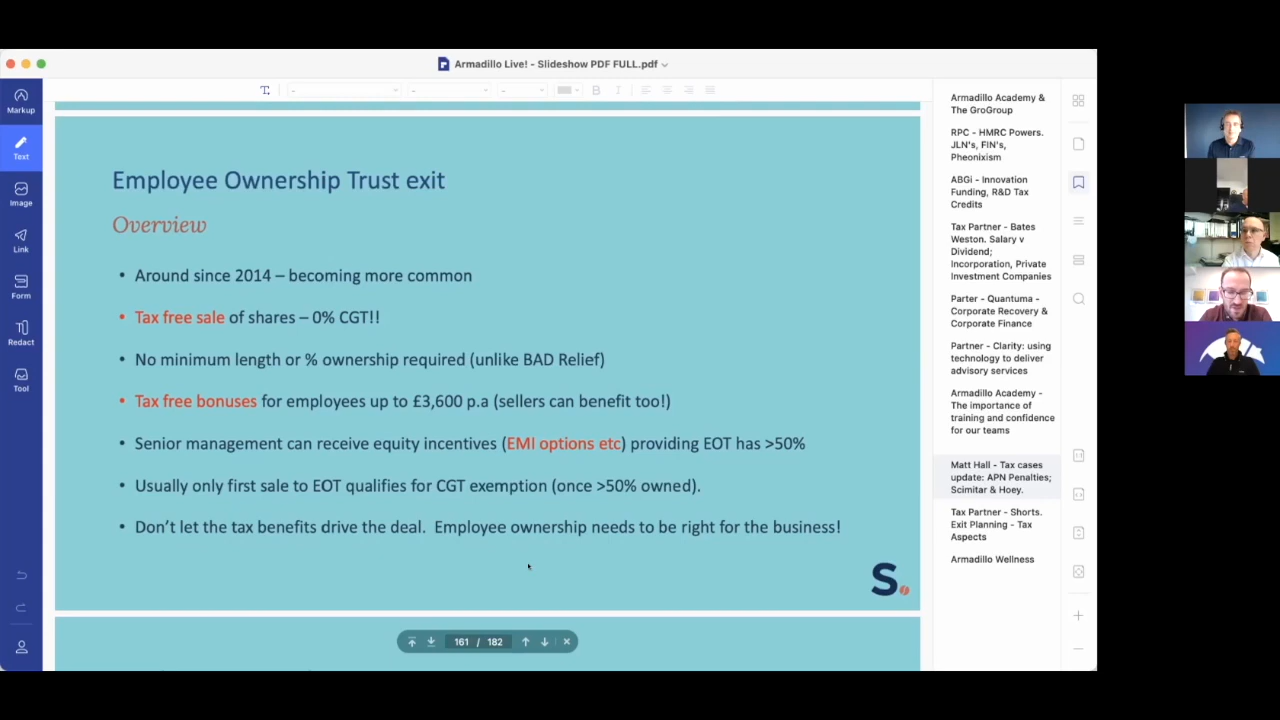 Armadillo Live! - Slideshow PDF FULL.pdf
Markup
Text
Image
Link
Form
Redact
Tool
Employee Ownership Trust exit
Overview
• Around since 2014 – becoming more common
• Tax free sale of shares – 0% CGT!!
• No minimum length or % ownership required (unlike BAD Relief)
• Tax free bonuses for employees up to £3,600 p.a (sellers can benefit too!)
• Senior management can receive equity incentives (EMI options etc) providing EOT has >50%
• Usually only first sale to EOT qualifies for CGT exemption (once >50% owned).
• Don't let the tax benefits drive the deal. Employee ownership needs to be right for the business!
S.
161 / 182
Armadillo Academy &
The GroGroup
RPC - HMRC Powers.
JLN's, FIN's,
Pheonixism
ABGi - Innovation
Funding, R&D Tax
Credits
Tax Partner - Bates
Weston. Salary v
Dividend;
Incorporation, Private
Investment Companies
Parter - Quantuma -
Corporate Recovery &
Corporate Finance
Partner - Clarity: using
technology to deliver
advisory services
Armadillo Academy -
The importance of
training and confidence
for our teams
Matt Hall - Tax cases
update: APN Penalties;
Scimitar & Hoey.
Tax Partner - Shorts.
Exit Planning - Tax
Aspects
Armadillo Wellness